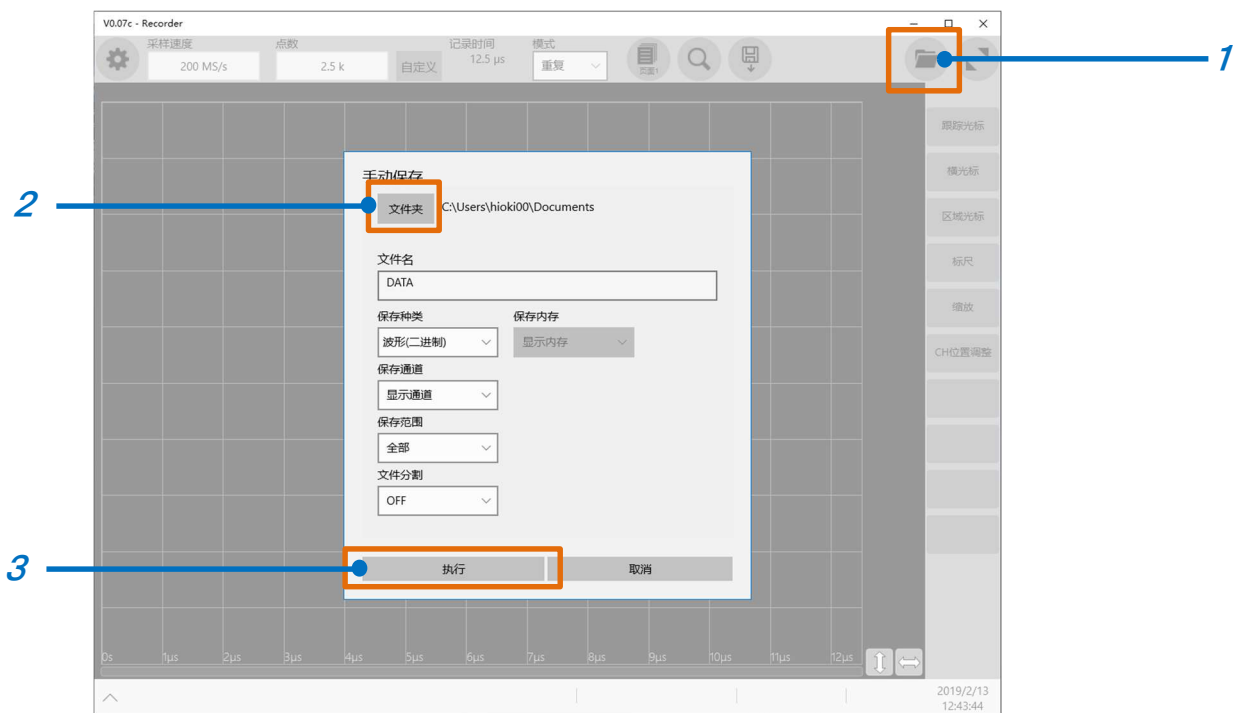 V0.07c - Recorder
采样速度 点数 记录时间 模式
200 MS/s 2.5 k 自定义 12.5 µs 重复 页面1
1
跟踪光标
横光标
区域光标
标尺
缩放
CH位置调整
手动保存
2
文件夹 C:\Users\hioki00\Documents
文件名
DATA
保存种类 保存内存
波形(二进制) 显示内存
保存通道
显示通道
保存范围
全部
文件分割
OFF
3
执行 取消
0s 1µs 2µs 3µs 4µs 5µs 6µs 7µs 8µs 9µs 10µs 11µs 12µs
2019/2/13
12:43:44